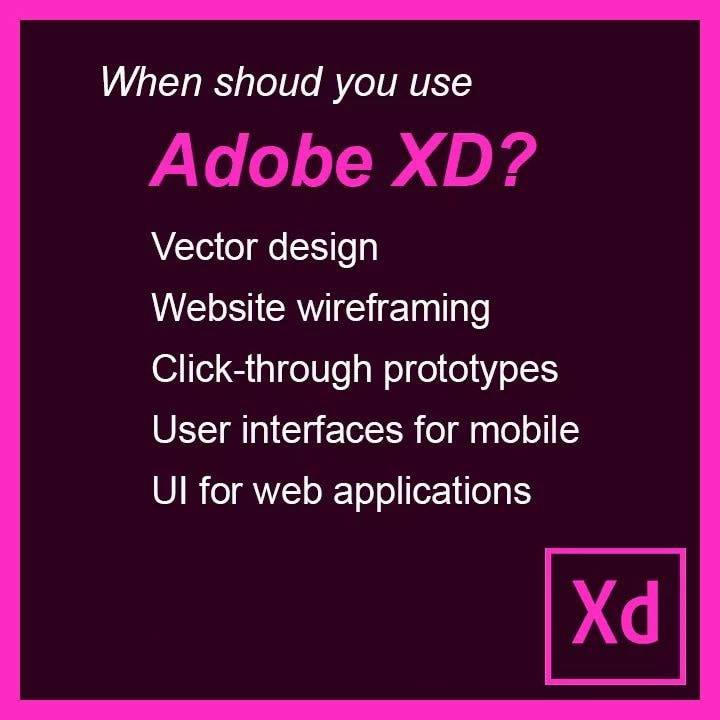 When shoud you use
Adobe XD?
Vector design
Website wireframing
Click-through prototypes
User interfaces for mobile
UI for web applications
Xd